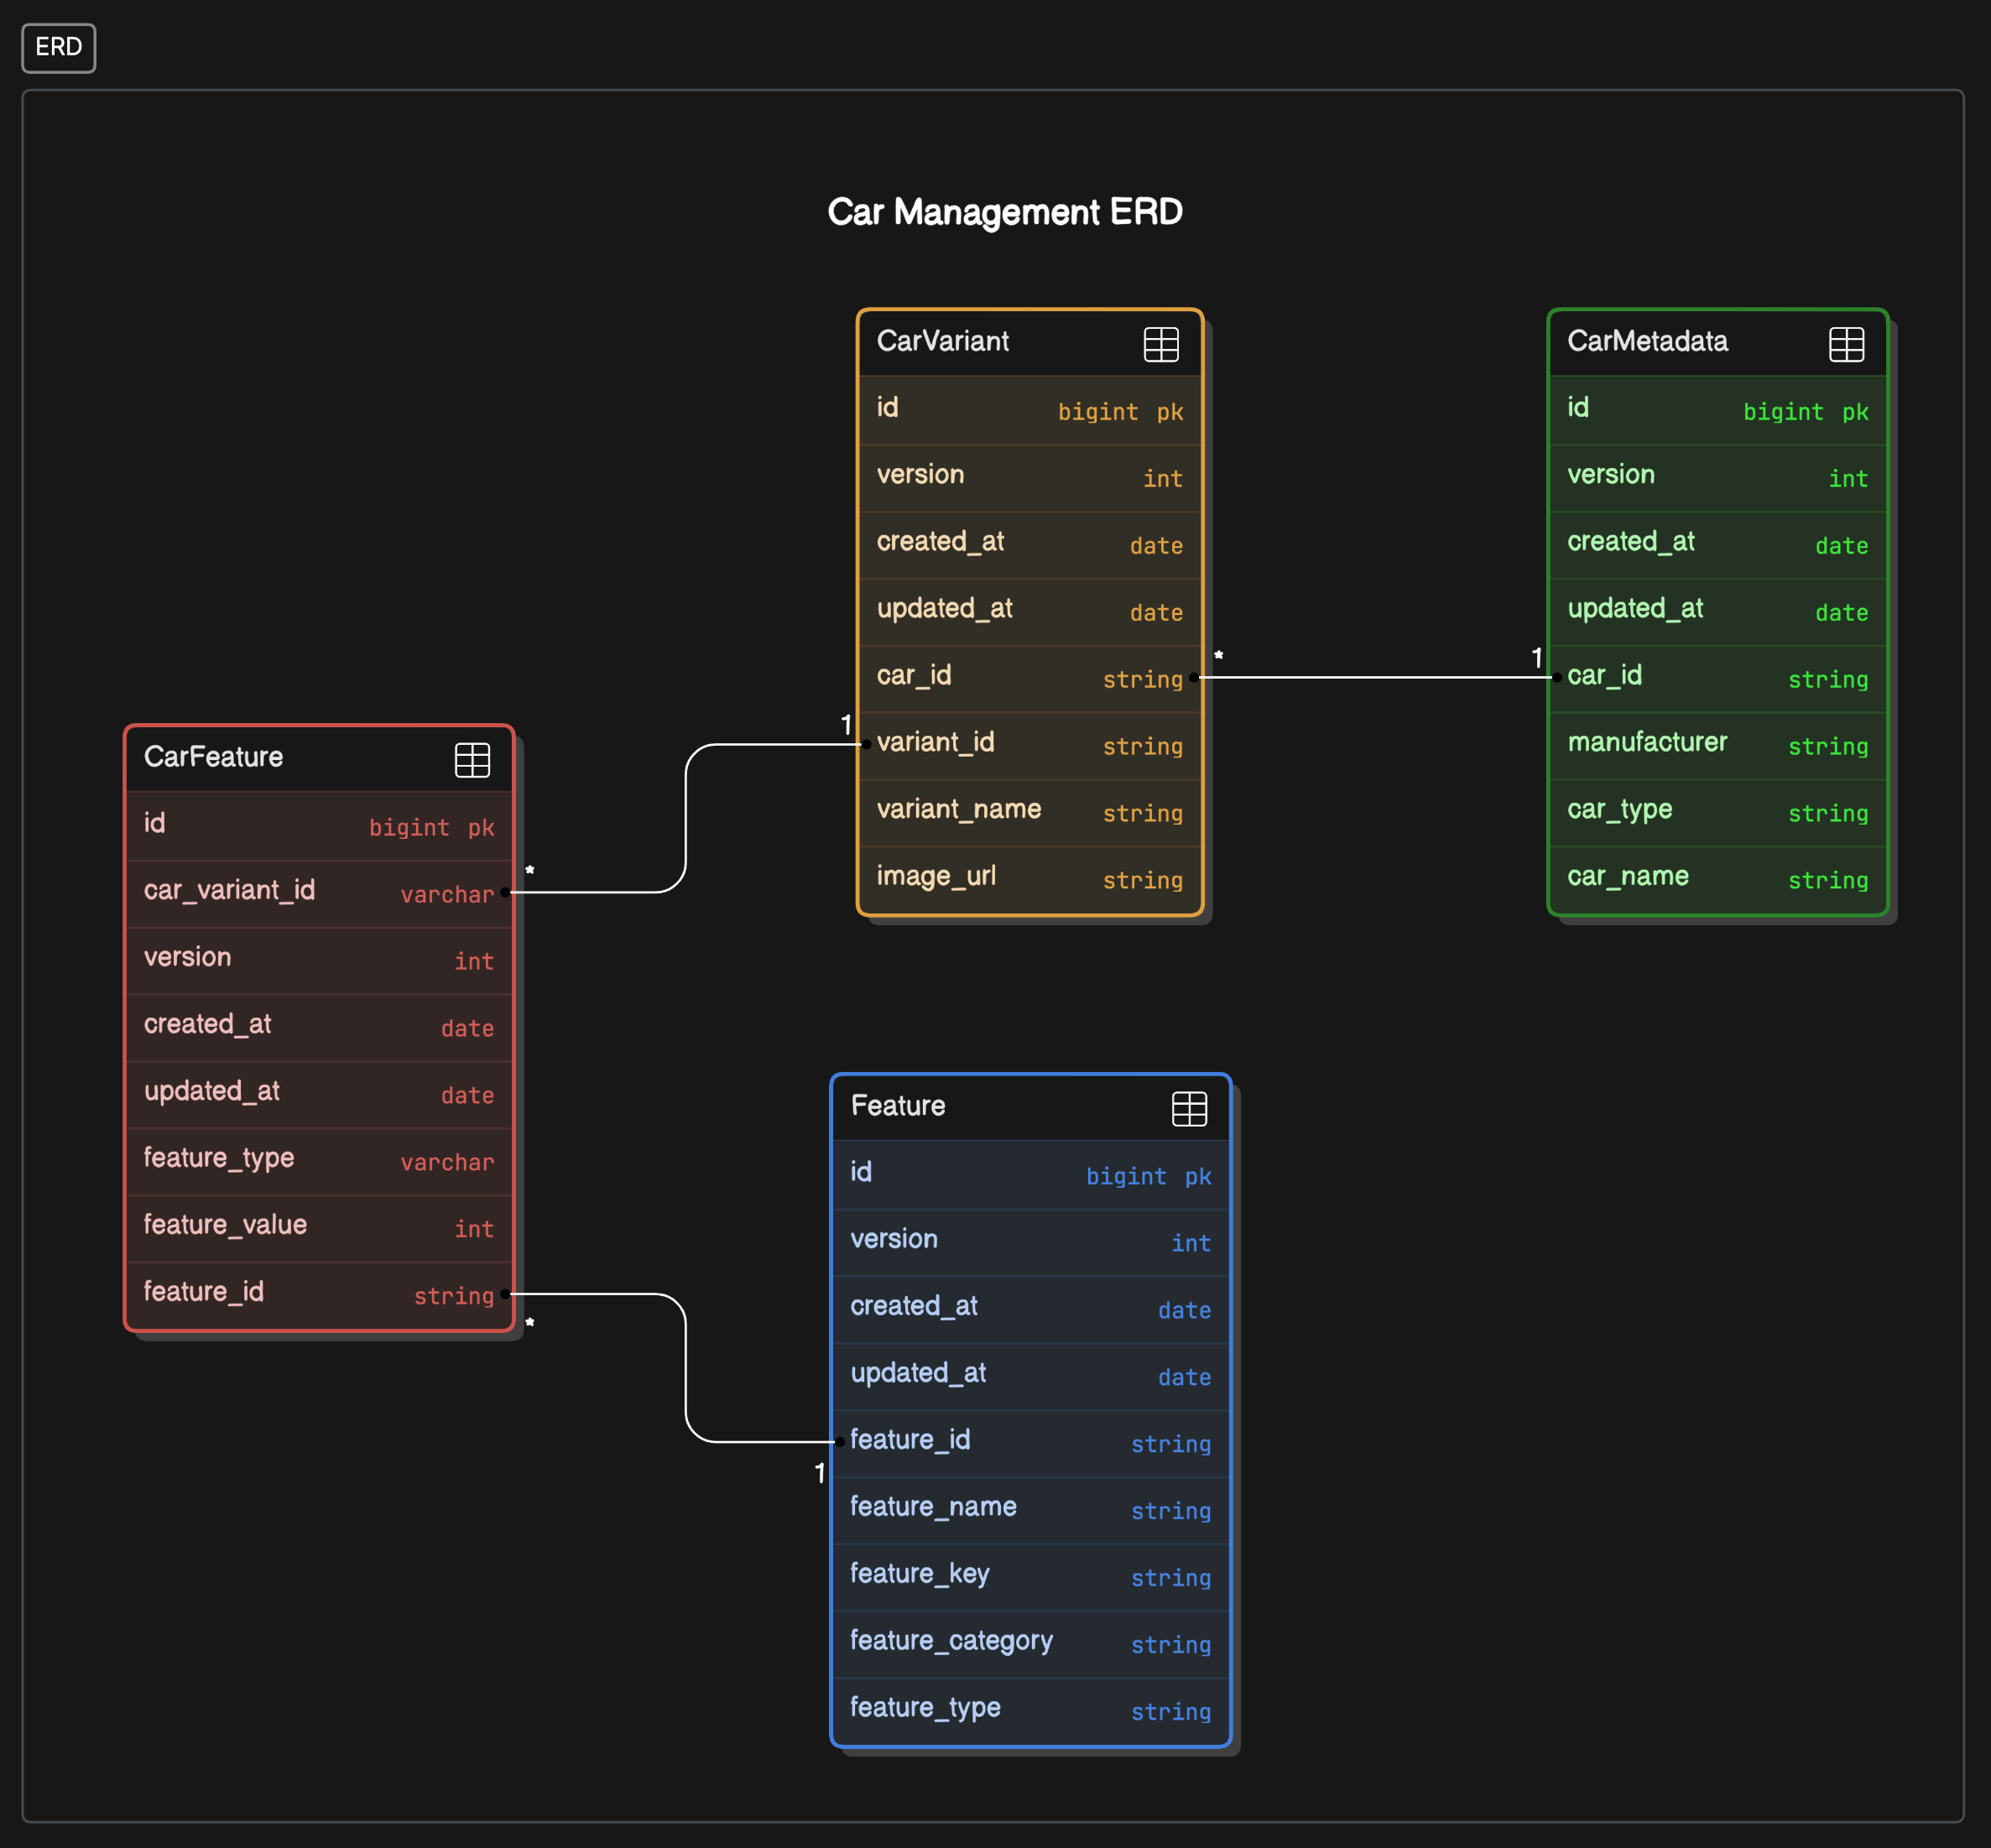 ERD
Car Management ERD
CarVariant
id bigint pk
version int
created_at date
updated_at date
car_id string
variant_id string
variant_name string
image_url string
* 1
CarMetadata
id bigint pk
version int
created_at date
updated_at date
car_id string
manufacturer string
car_type string
car_name string
1
CarFeature
id bigint pk
car_variant_id varchar
version int
created_at date
updated_at date
feature_type varchar
feature_value int
feature_id string
*
*
Feature
id bigint pk
version int
created_at date
updated_at date
feature_id string
feature_name string
feature_key string
feature_category string
feature_type string
1